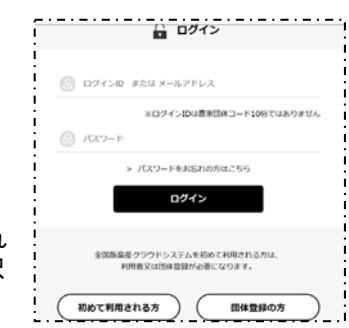 ログイン
ログインID または メールアドレス
※ログインIDは農家団体コード10桁ではありません
パスワード
> パスワードをお忘れの方はこちら
ログイン
れ
全国版畜産クラウドシステムを初めて利用される方は、
利用者又は団体登録が必要になります。
初めて利用される方
団体登録の方